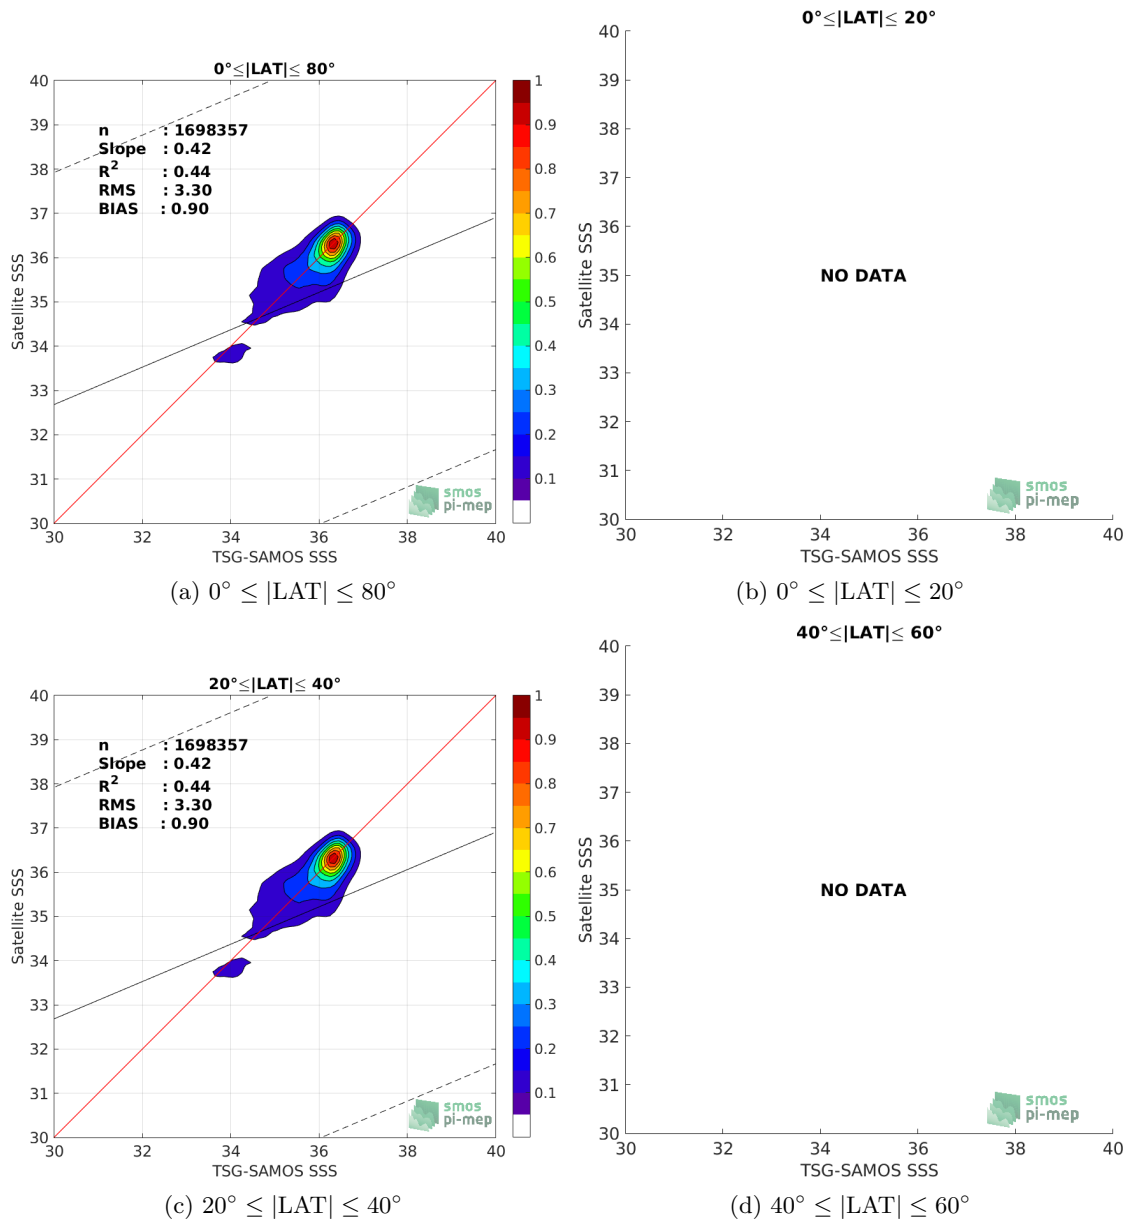 0°≤|LAT|≤ 80°
n : 1698357
Slope : 0.42
R² : 0.44
RMS : 3.30
BIAS : 0.90
40
39
38
37
36
35
34
33
32
31
30
Satellite SSS
30 32 34 36 38 40
TSG-SAMOS SSS
1
0.9
0.8
0.7
0.6
0.5
0.4
0.3
0.2
0.1
smos
pi-mep
(a) 0° ≤ |LAT| ≤ 80°
0°≤|LAT|≤ 20°
40
39
38
37
36
35
34
33
32
31
30
Satellite SSS
NO DATA
smos
pi-mep
30 32 34 36 38 40
TSG-SAMOS SSS
(b) 0° ≤ |LAT| ≤ 20°
20°≤|LAT|≤ 40°
n : 1698357
Slope : 0.42
R² : 0.44
RMS : 3.30
BIAS : 0.90
40
39
38
37
36
35
34
33
32
31
30
Satellite SSS
30 32 34 36 38 40
TSG-SAMOS SSS
1
0.9
0.8
0.7
0.6
0.5
0.4
0.3
0.2
0.1
smos
pi-mep
(c) 20° ≤ |LAT| ≤ 40°
40°≤|LAT|≤ 60°
40
39
38
37
36
35
34
33
32
31
30
Satellite SSS
NO DATA
smos
pi-mep
30 32 34 36 38 40
TSG-SAMOS SSS
(d) 40° ≤ |LAT| ≤ 60°